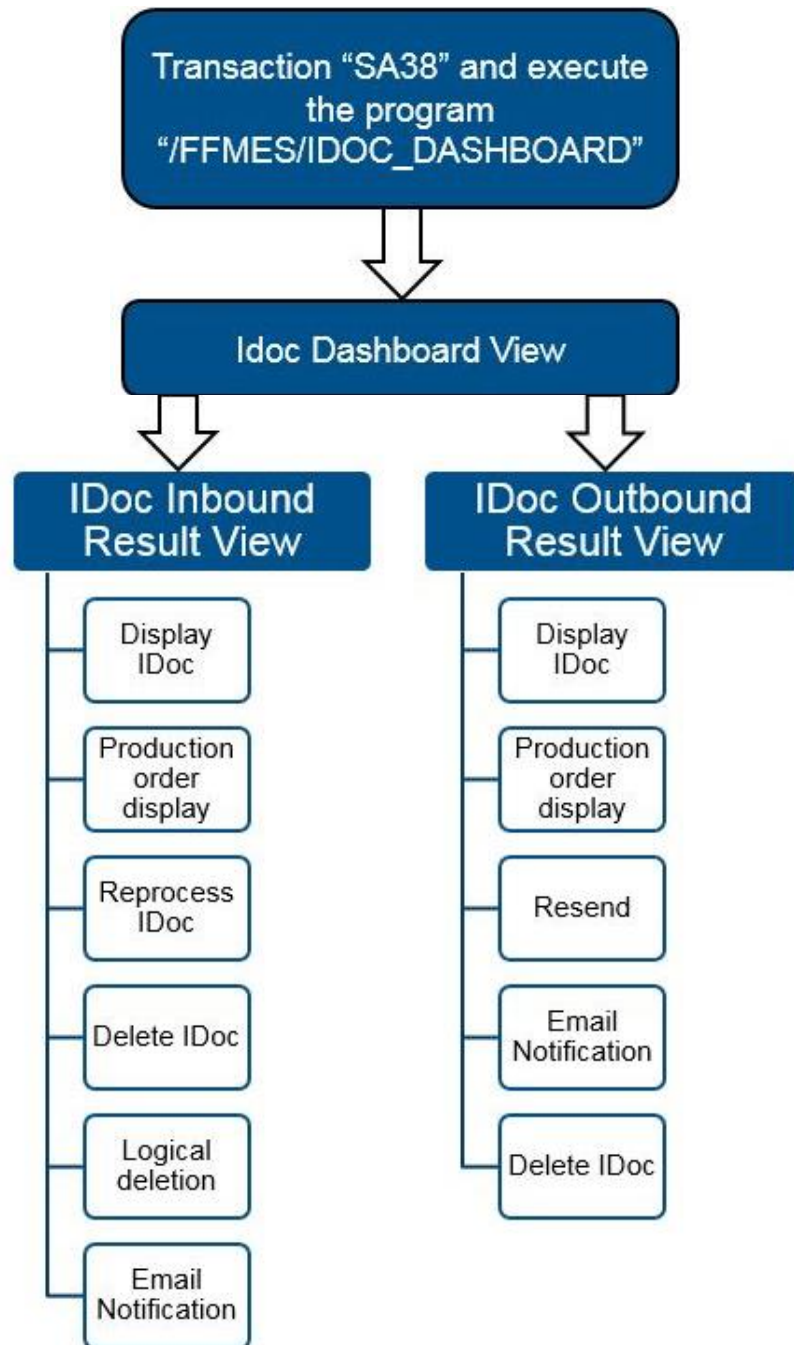 Transaction “SA38” and execute
the program
“/FFMES/IDOC_DASHBOARD”
Idoc Dashboard View
IDoc Inbound
Result View
Display
IDoc
Production
order
display
Reprocess
IDoc
Delete IDoc
Logical
deletion
Email
Notification
IDoc Outbound
Result View
Display
IDoc
Production
order
display
Resend
Email
Notification
Delete IDoc